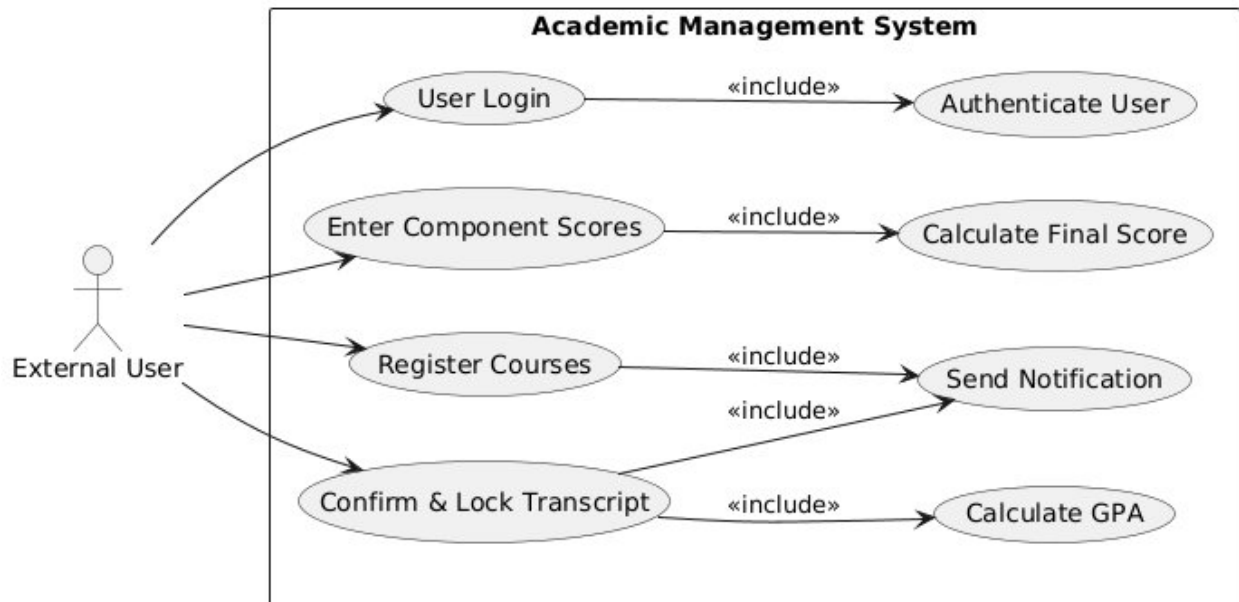 Academic Management System
User Login
«include»
Authenticate User
Enter Component Scores
«include»
Calculate Final Score
External User
Register Courses
«include»
Send Notification
«include»
Confirm & Lock Transcript
«include»
Calculate GPA